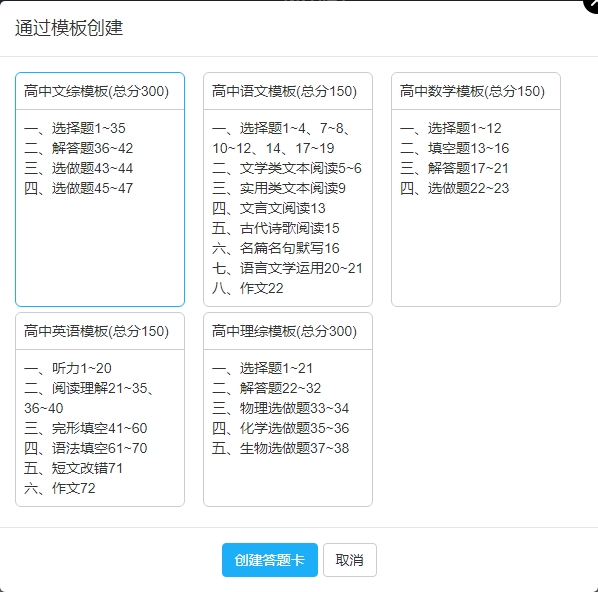 通过模板创建
高中文综模板(总分300)
一、选择题1~35
二、解答题36~42
三、选做题43~44
四、选做题45~47
高中语文模板(总分150)
一、选择题1~4、7~8、
10~12、14、17~19
二、文学类文本阅读5~6
三、实用类文本阅读9
四、文言文阅读13
五、古代诗歌阅读15
六、名篇名句默写16
七、语言文学运用20~21
八、作文22
高中数学模板(总分150)
一、选择题1~12
二、填空题13~16
三、解答题17~21
四、选做题22~23
高中英语模板(总分150)
一、听力1~20
二、阅读理解21~35、
36~40
三、完形填空41~60
四、语法填空61~70
五、短文改错71
六、作文72
高中理综模板(总分300)
一、选择题1~21
二、解答题22~32
三、物理选做题33~34
四、化学选做题35~36
五、生物选做题37~38
创建答题卡
取消